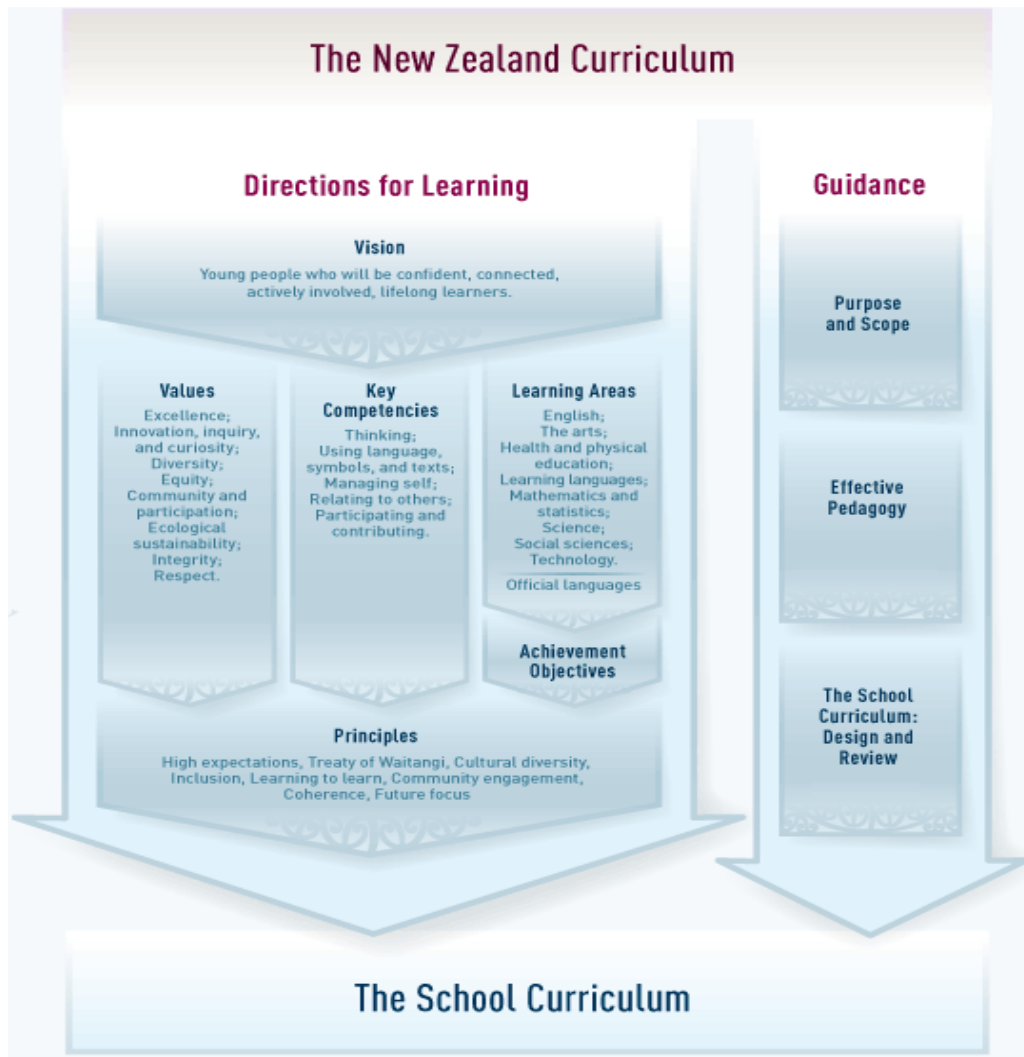 The New Zealand Curriculum
Directions for Learning
Vision
Young people who will be confident, connected,
actively involved, lifelong learners.
Values
Excellence;
Innovation, inquiry,
and curiosity;
Diversity;
Equity;
Community and
participation;
Ecological
sustainability;
Integrity;
Respect.
Key
Competencies
Thinking;
Using language,
symbols, and texts;
Managing self;
Relating to others;
Participating and
contributing.
Learning Areas
English;
The arts;
Health and physical
education;
Learning languages;
Mathematics and
statistics;
Science;
Social sciences;
Technology.
Official languages
Achievement
Objectives
Principles
High expectations, Treaty of Waitangi, Cultural diversity,
Inclusion, Learning to learn, Community engagement,
Coherence, Future focus
Guidance
Purpose
and Scope
Effective
Pedagogy
The School
Curriculum:
Design and
Review
The School Curriculum